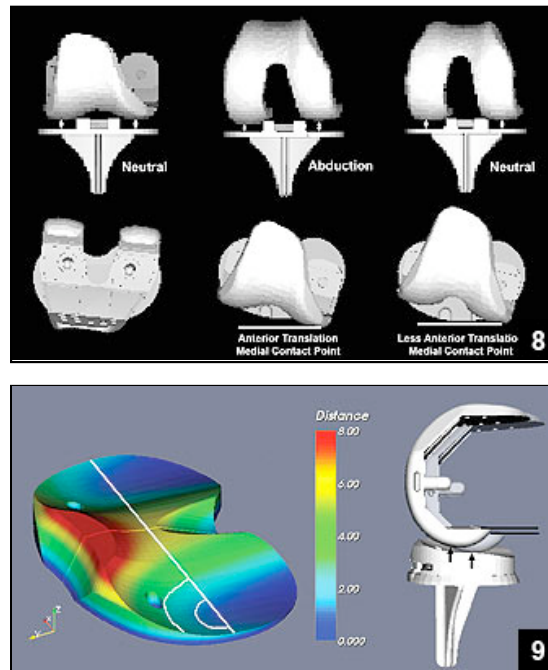 Neutral
Abduction
Neutral
Anterior Translation
Medial Contact Point
Less Anterior Translatio
Medial Contact Point
8
Distance
8.00
6.00
4.00
2.00
0.000
X
Y
Z
9